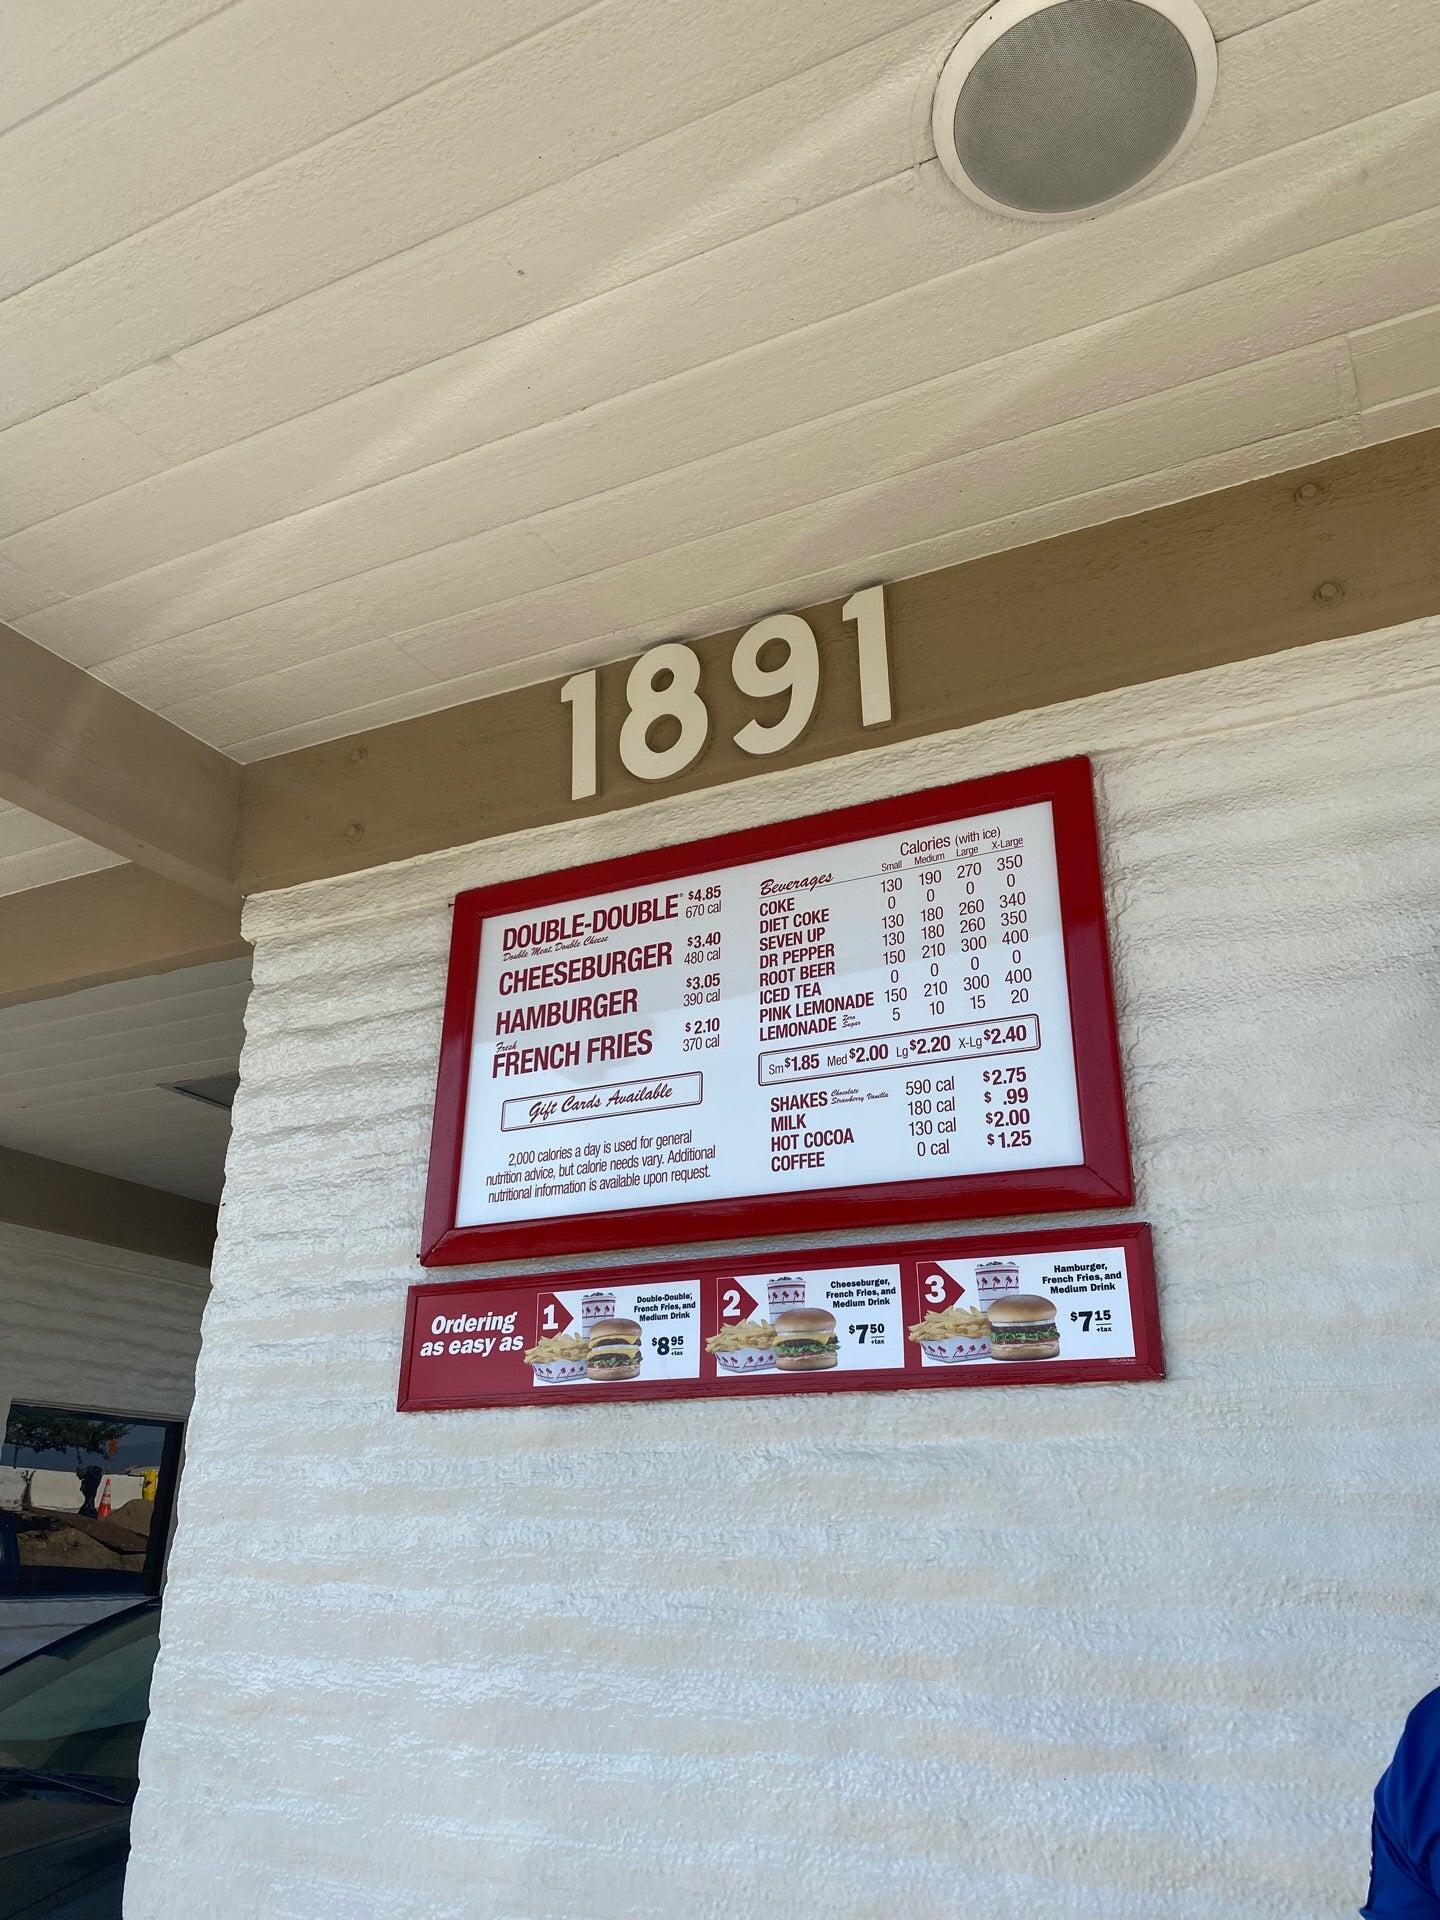 1891
DOUBLE-DOUBLE® $4.85
Double Meat, Double Cheese 670 cal
CHEESEBURGER $3.40
480 cal
HAMBURGER $3.05
390 cal
Fresh
FRENCH FRIES $2.10
370 cal
Gift Cards Available
2,000 calories a day is used for general
nutrition advice, but calorie needs vary. Additional
nutritional information is available upon request.
Calories (with ice)
Beverages Small Medium Large X-Large
COKE 130 190 270 350
DIET COKE 0 0 0 0
SEVEN UP 130 180 260 340
DR PEPPER 130 180 260 350
ROOT BEER 150 210 300 400
ICED TEA 0 0 0 0
PINK LEMONADE 150 210 300 400
LEMONADE Zero Sugar 5 10 15 20
Sm $1.85 Med $2.00 Lg $2.20 X-Lg $2.40
SHAKES Chocolate Strawberry Vanilla 590 cal $2.75
MILK 180 cal $ .99
HOT COCOA 130 cal $2.00
COFFEE 0 cal $1.25
Ordering
as easy as
1
Double-Double®,
French Fries, and
Medium Drink
$8 95
+tax
2
Cheeseburger,
French Fries, and
Medium Drink
$7 50
+tax
3
Hamburger,
French Fries, and
Medium Drink
$7 15
+tax